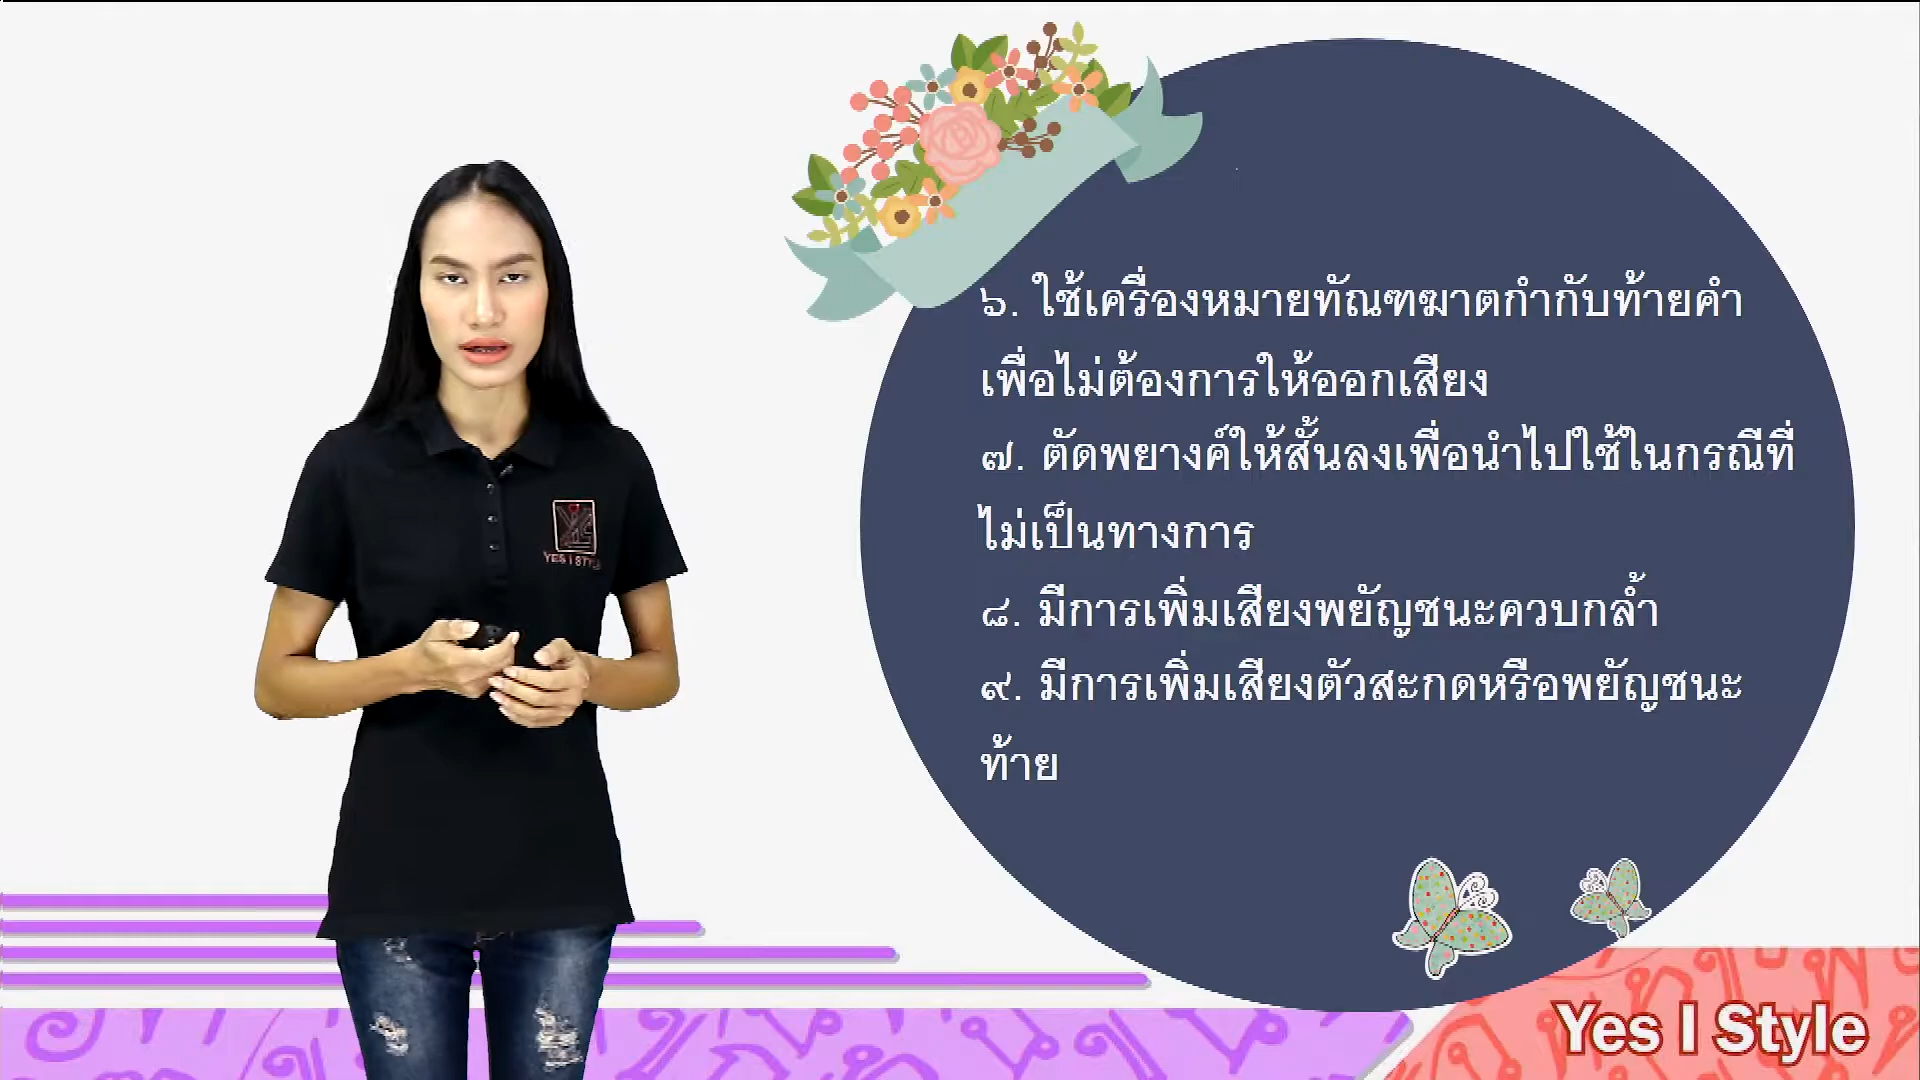 ๖. ใช้เครื่องหมายทัณฑฆาตกำกับท้ายคำ
เพื่อไม่ต้องการให้ออกเสียง
๗. ตัดพยางค์ให้สั้นลงเพื่อนำไปใช้ในกรณีที่
ไม่เป็นทางการ
๘. มีการเพิ่มเสียงพยัญชนะควบกล้ำ
๙. มีการเพิ่มเสียงตัวสะกดหรือพยัญชนะ
ท้าย
YES I STYLE
Yes I Style